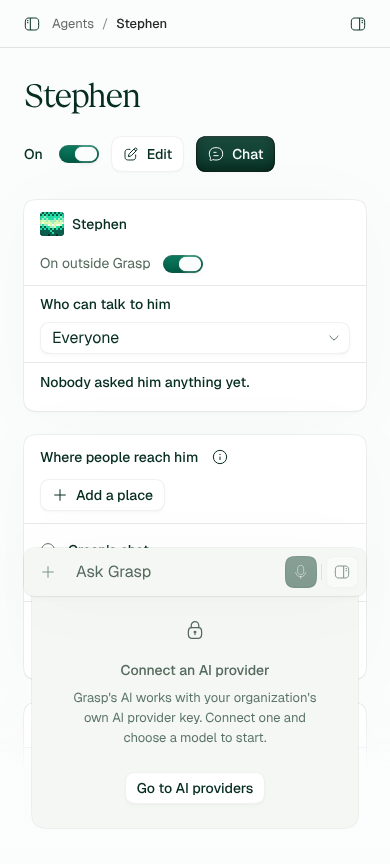 Agents / Stephen
Stephen
On
Edit
Chat
Stephen
On outside Grasp
Who can talk to him
Everyone
Nobody asked him anything yet.
Where people reach him
Add a place
Ask Grasp
Connect an AI provider
Grasp's AI works with your organization's
own AI provider key. Connect one and
choose a model to start.
Go to AI providers